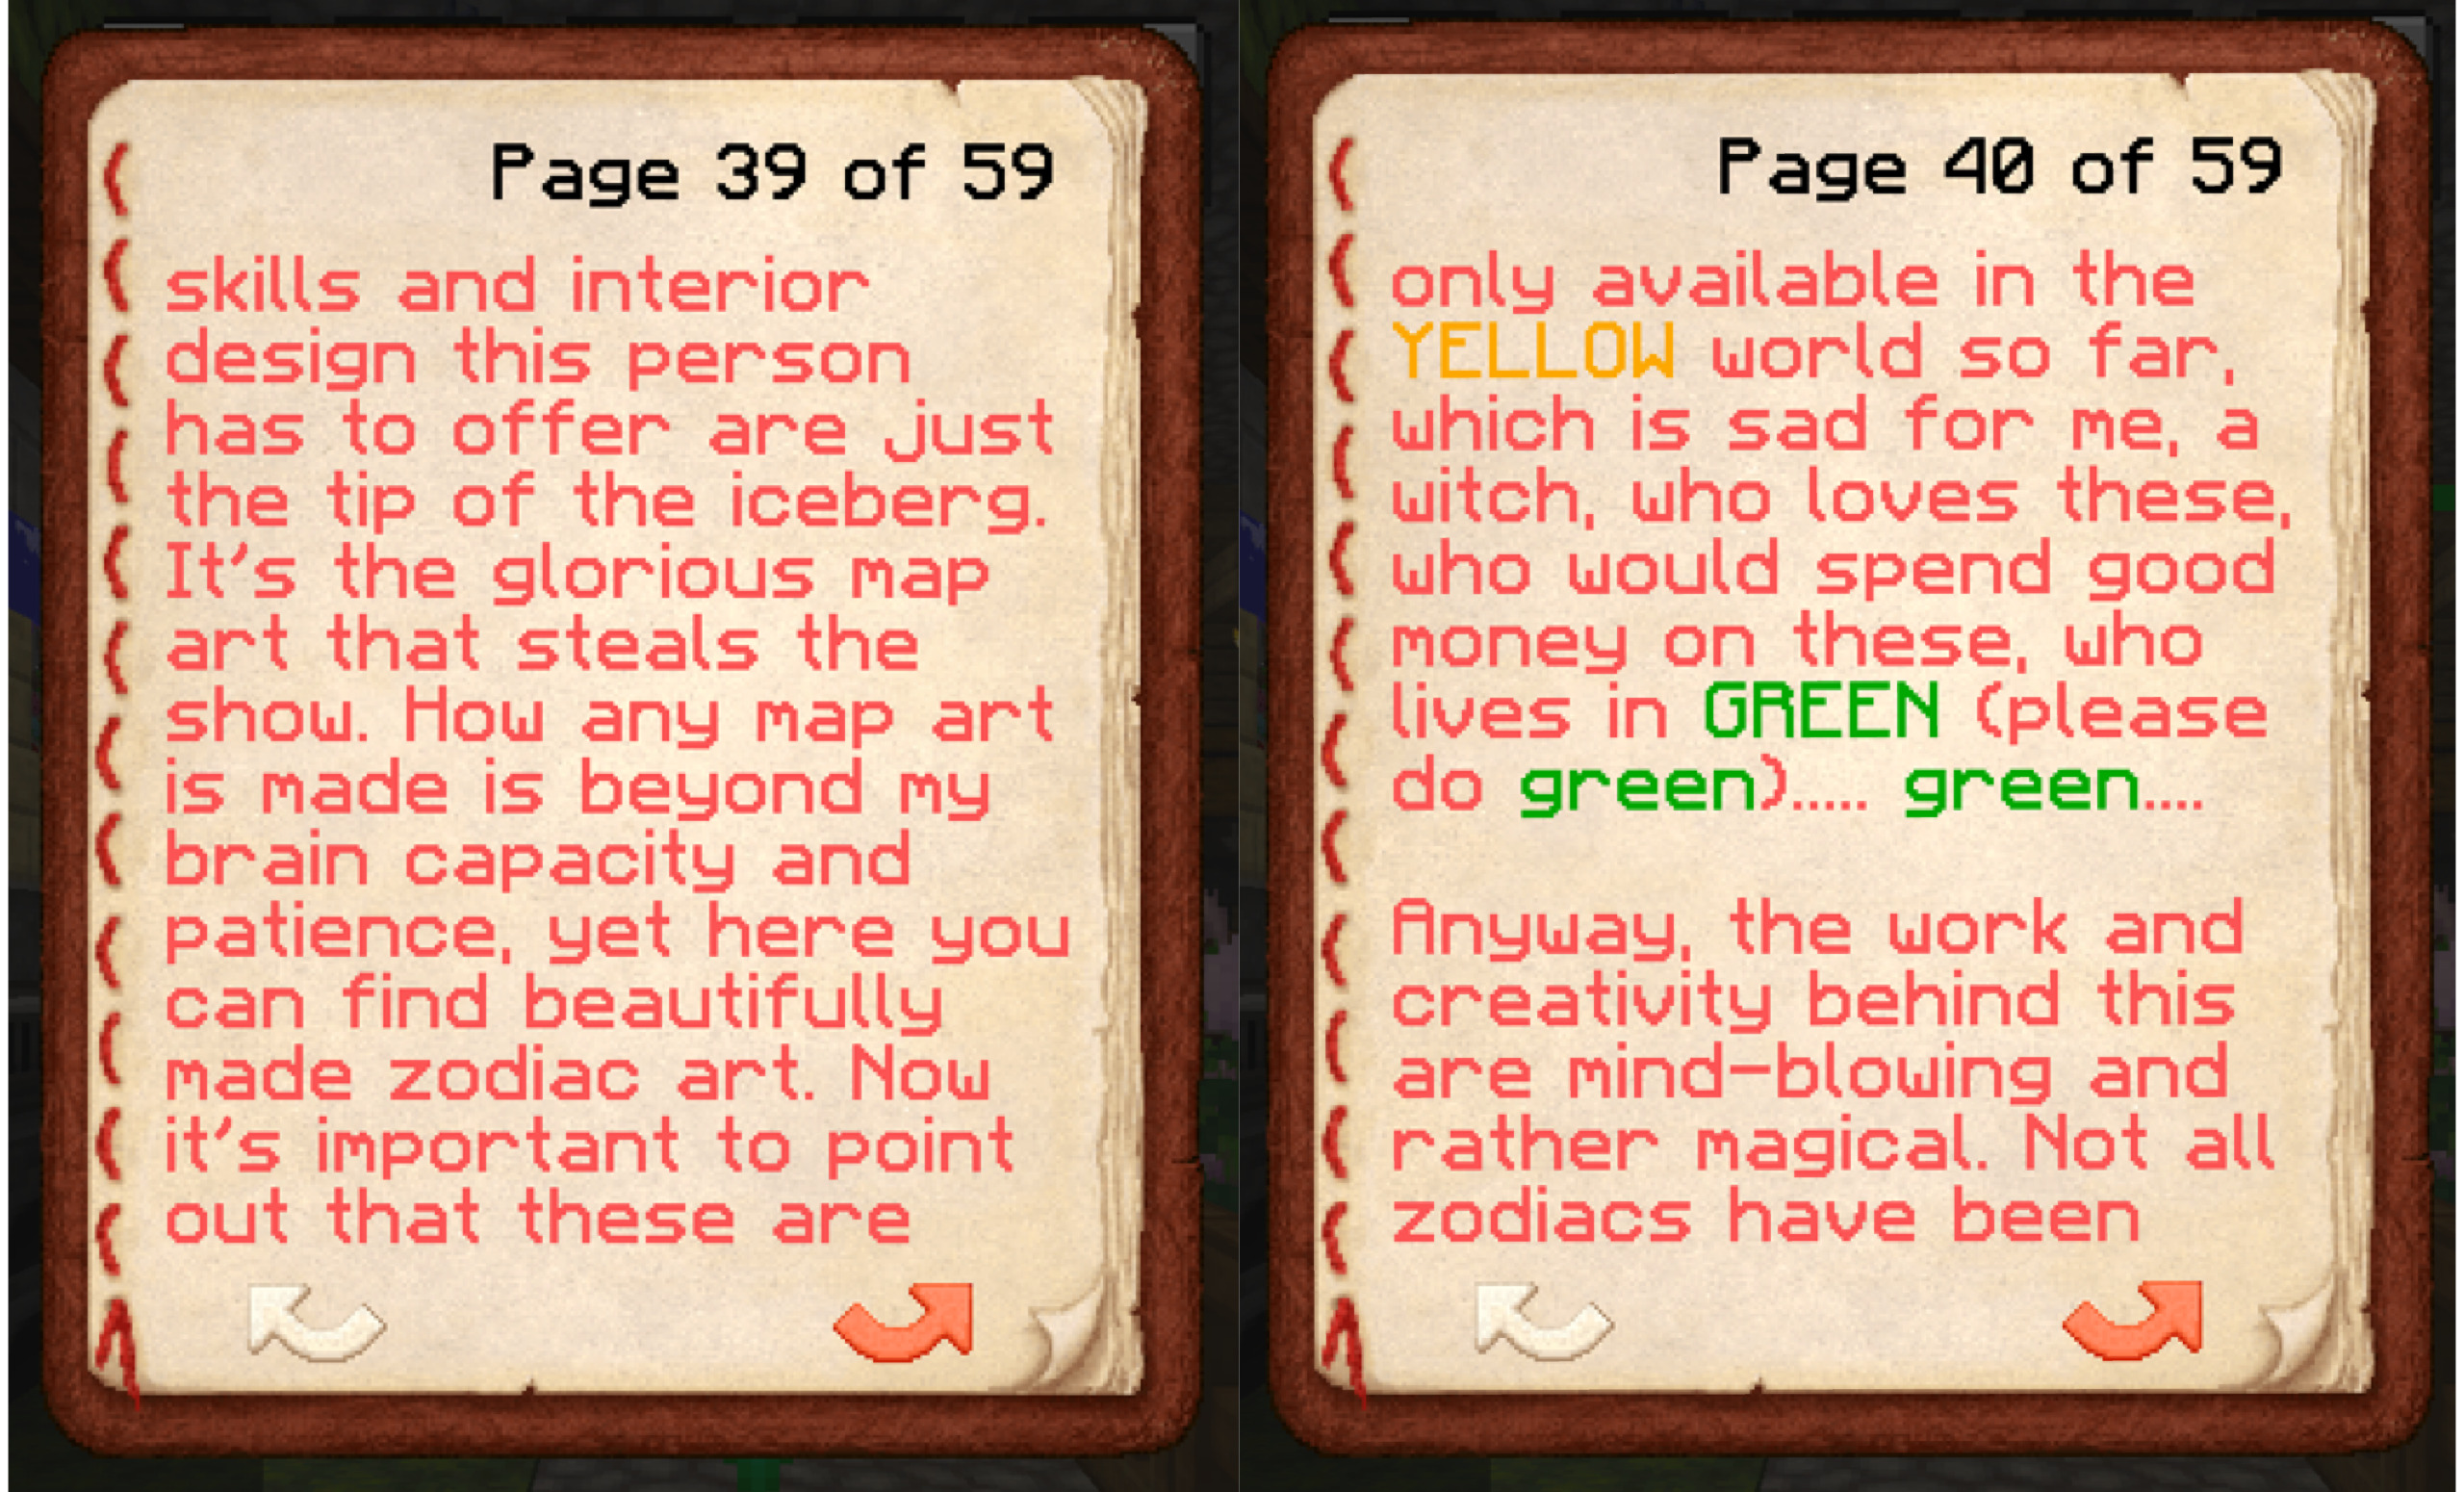 Page 39 of 59
skills and interior
design this person
has to offer are just
the tip of the iceberg.
It's the glorious map
art that steals the
show. How any map art
is made is beyond my
brain capacity and
patience, yet here you
can find beautifully
made zodiac art. Now
it's important to point
out that these are
Page 40 of 59
only available in the
YELLOW world so far,
which is sad for me, a
witch, who loves these,
who would spend good
money on these, who
lives in GREEN (please
do green)..... green....
Anyway, the work and
creativity behind this
are mind-blowing and
rather magical. Not all
zodiacs have been